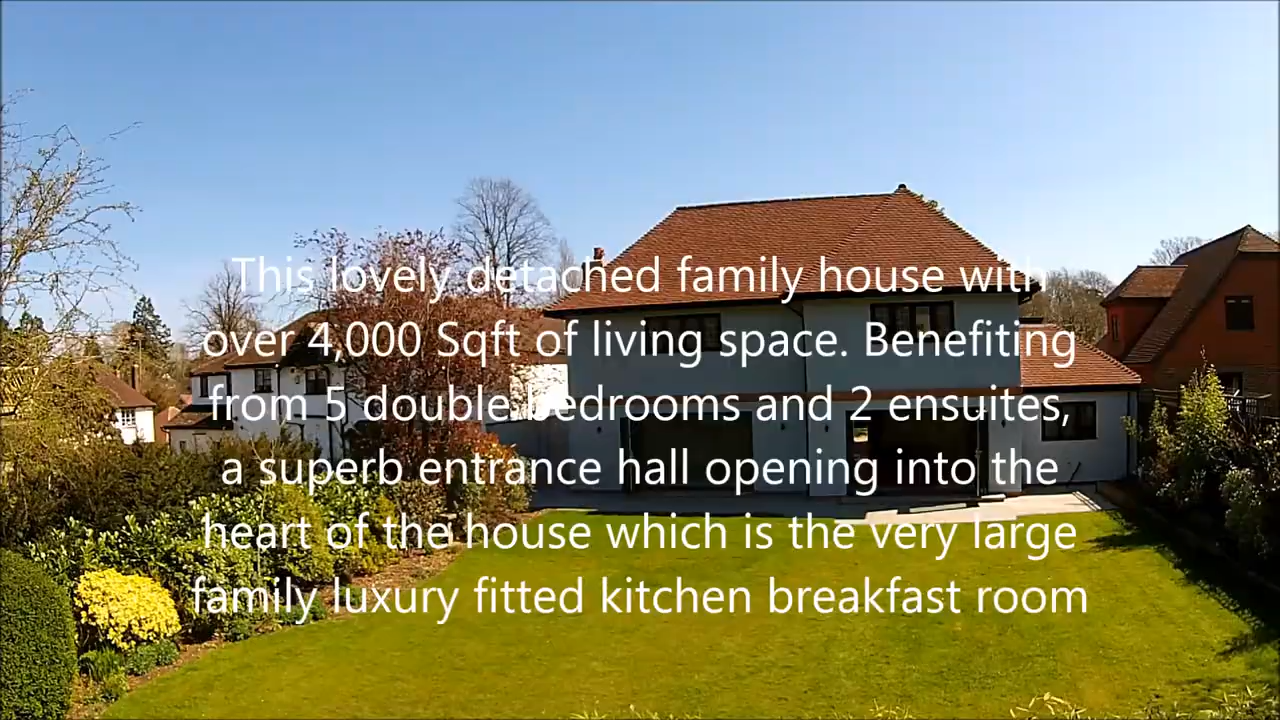 This lovely detached family house with
over 4,000 Sqft of living space. Benefiting
from 5 double bedrooms and 2 ensuites,
a superb entrance hall opening into the
heart of the house which is the very large
family luxury fitted kitchen breakfast room